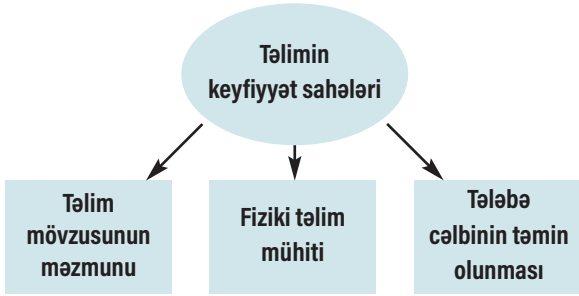 Təlimin
keyfiyyət sahələri
Təlim
mövzusunun
məzmunu
Fiziki təlim
mühiti
Tələbə
cəlbinin təmin
olunması